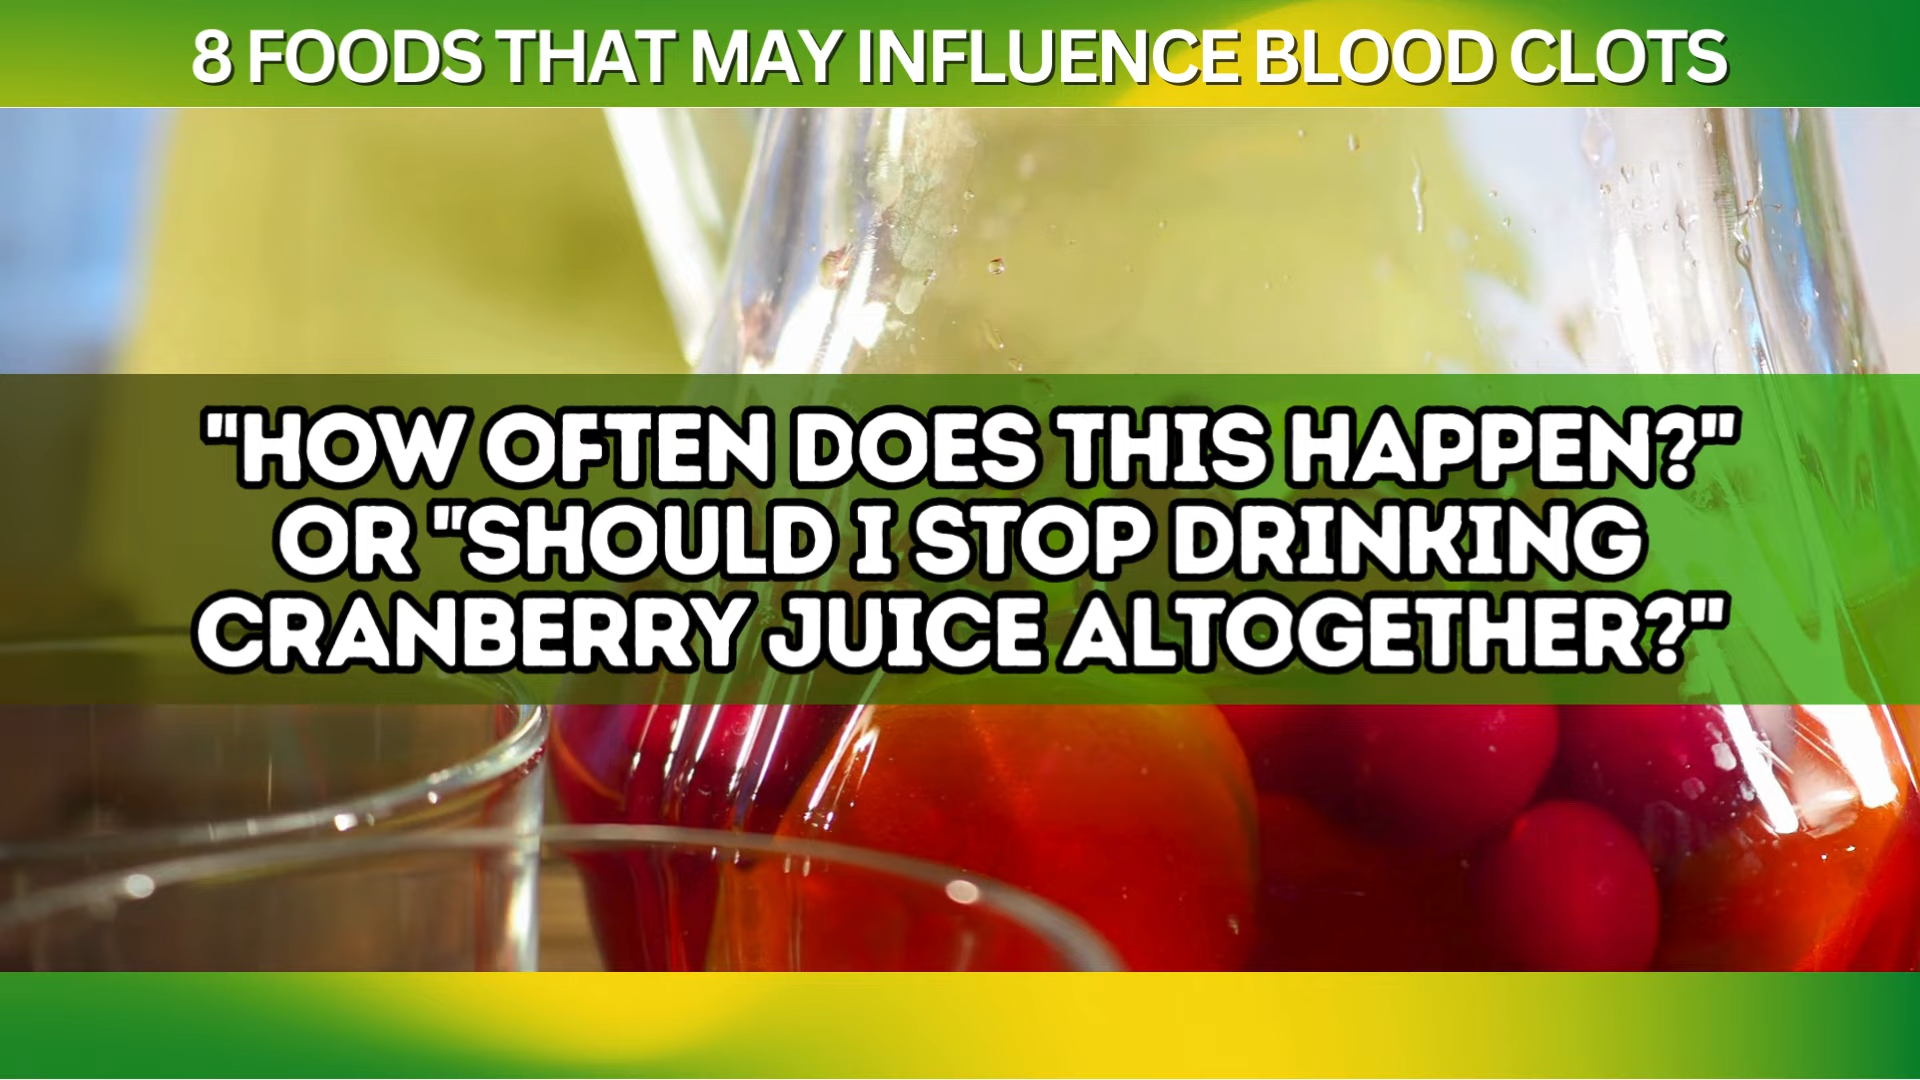 8 FOODS THAT MAY INFLUENCE BLOOD CLOTS
"HOW OFTEN DOES THIS HAPPEN?"
OR "SHOULD I STOP DRINKING
CRANBERRY JUICE ALTOGETHER?"